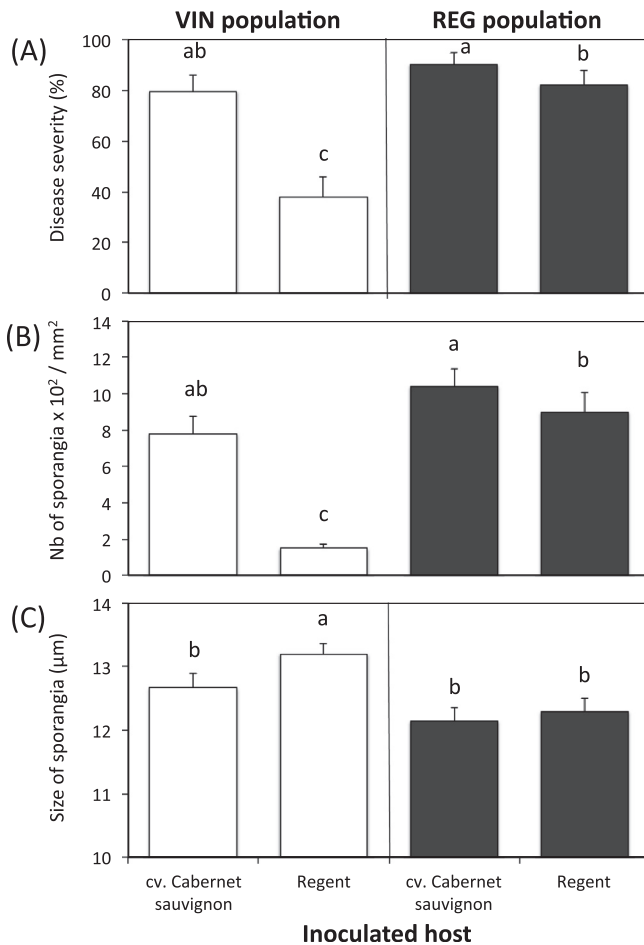 VIN population REG population
(A)
Disease severity (%)
100
80
60
40
20
0
ab
c
a
b
(B)
Nb of sporangia x 10² / mm²
14
12
10
8
6
4
2
0
ab
c
a
b
(C)
Size of sporangia (μm)
14
13
12
11
10
b
a
b
b
cv. Cabernet
sauvignon
Regent
cv. Cabernet
sauvignon
Regent
Inoculated host